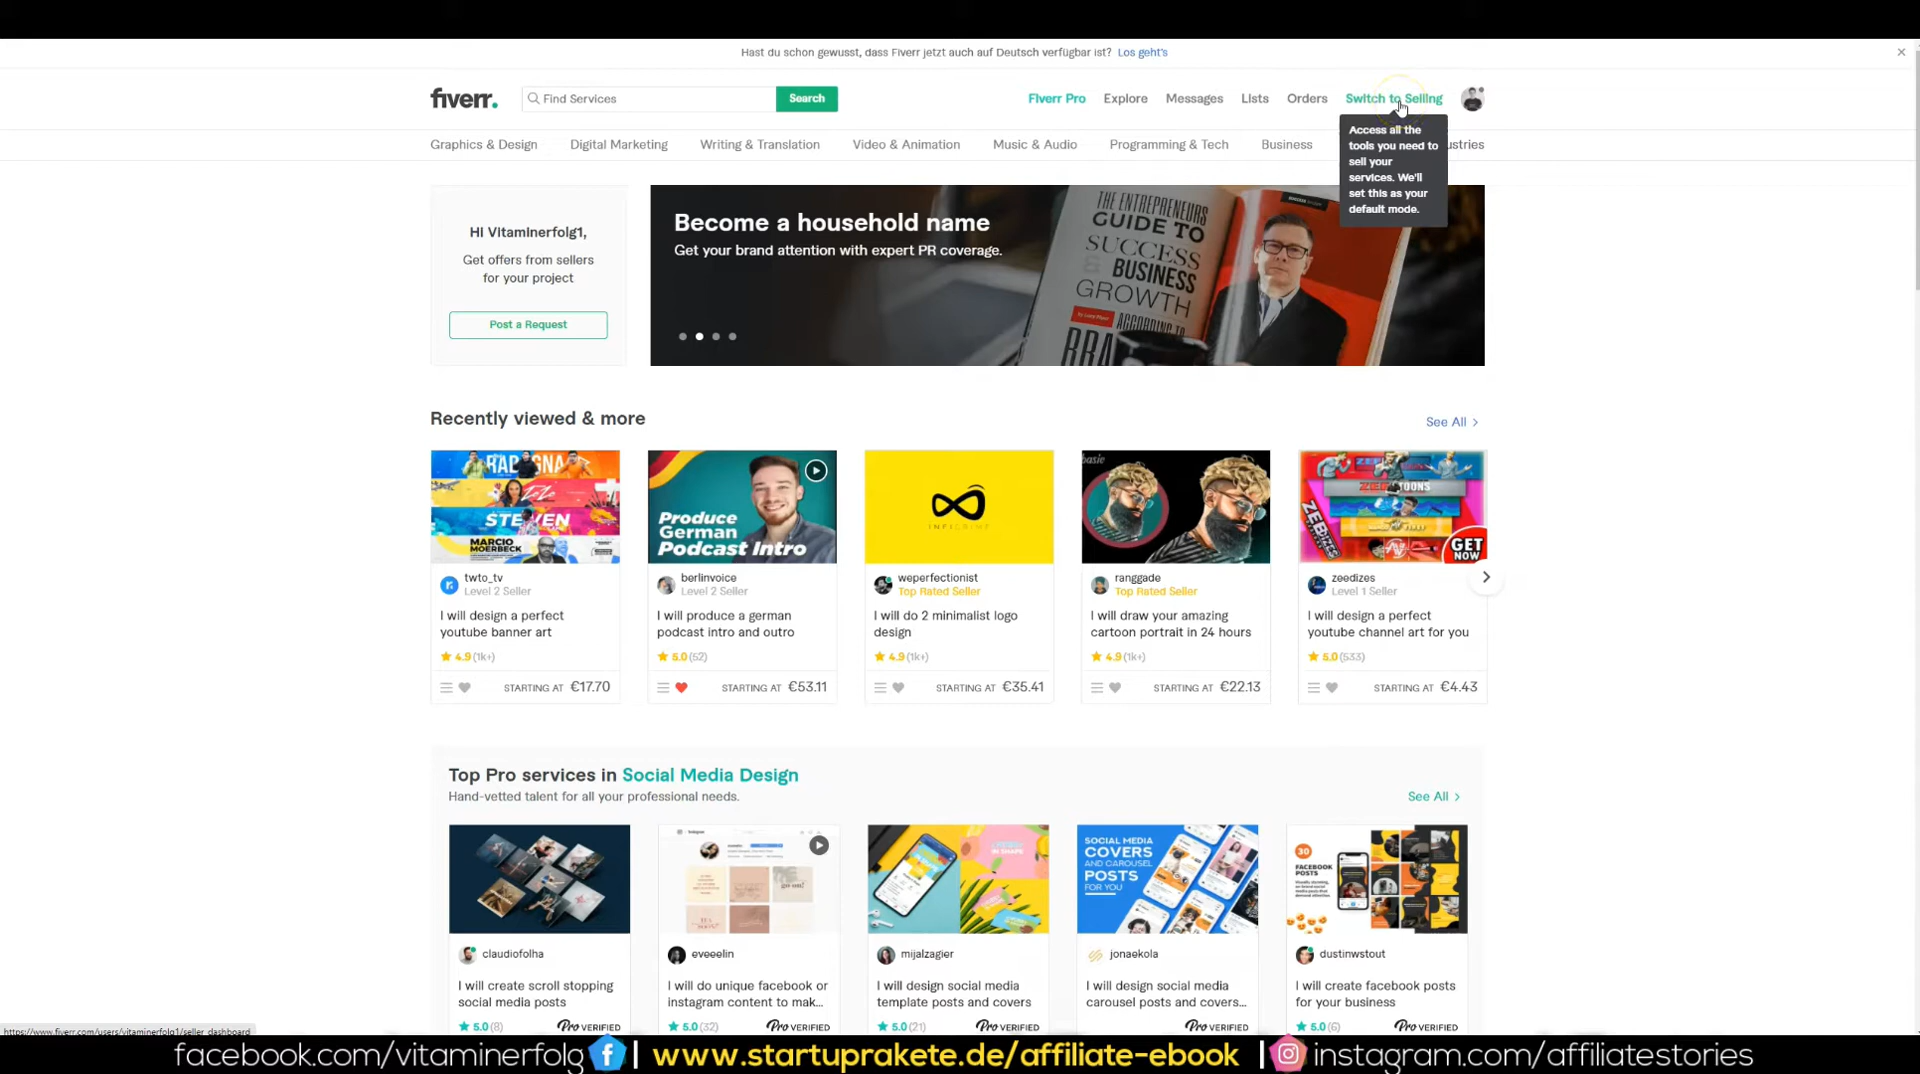 Hast du schon gewusst, dass Fiverr jetzt auch auf Deutsch verfügbar ist? Los geht's
fiverr.
Find Services
Search
Fiverr Pro
Explore
Messages
Lists
Orders
Switch to Selling
Graphics & Design
Digital Marketing
Writing & Translation
Video & Animation
Music & Audio
Programming & Tech
Business
ustries
Access all the
tools you need to
sell your
services. We'll
set this as your
default mode.
Hi Vitaminerfolg1,
Get offers from sellers
for your project
Post a Request
Become a household name
Get your brand attention with expert PR coverage.
THE ENTREPRENEURS
GUIDE TO
SUCCESS
BUSINESS
GROWTH
ACCORDING TO
BRA
Recently viewed & more
See All >
STEVEN
MARCIO
MOERBECK
twto_tv
Level 2 Seller
I will design a perfect
youtube banner art
4.9 (1k+)
STARTING AT €17.70
Produce
German
Podcast Intro
berlinvoice
Level 2 Seller
I will produce a german
podcast intro and outro
5.0 (52)
STARTING AT €53.11
weperfectionist
Top Rated Seller
I will do 2 minimalist logo
design
4.9 (1k+)
STARTING AT €35.41
basie
ranggade
Top Rated Seller
I will draw your amazing
cartoon portrait in 24 hours
4.9 (1k+)
STARTING AT €22.13
TOONS
ZEEDIZES
GET
NOW
zeedizes
Level 1 Seller
I will design a perfect
youtube channel art for you
5.0 (533)
STARTING AT €4.43
Top Pro services in Social Media Design
Hand-vetted talent for all your professional needs.
See All >
claudiofolha
I will create scroll stopping
social media posts
5.0 (8)
Pro VERIFIED
go on!
eveeelin
I will do unique facebook or
instagram content to mak...
5.0 (32)
Pro VERIFIED
mijalzagier
I will design social media
template posts and covers
5.0 (21)
SOCIAL MEDIA
COVERS
AND CAROUSEL
POSTS
FOR YOU
jonaekola
I will design social media
carousel posts and covers...
Pro VERIFIED
30
FACEBOOK
POSTS
dustinwstout
I will create facebook posts
for your business
5.0 (6)
Pro VERIFIED
https://www.fiverr.com/users/vitaminerfolg1/seller_dashboard
facebook.com/vitaminerfolg | www.startuprakete.de/affiliate-ebook | instagram.com/affiliatestories